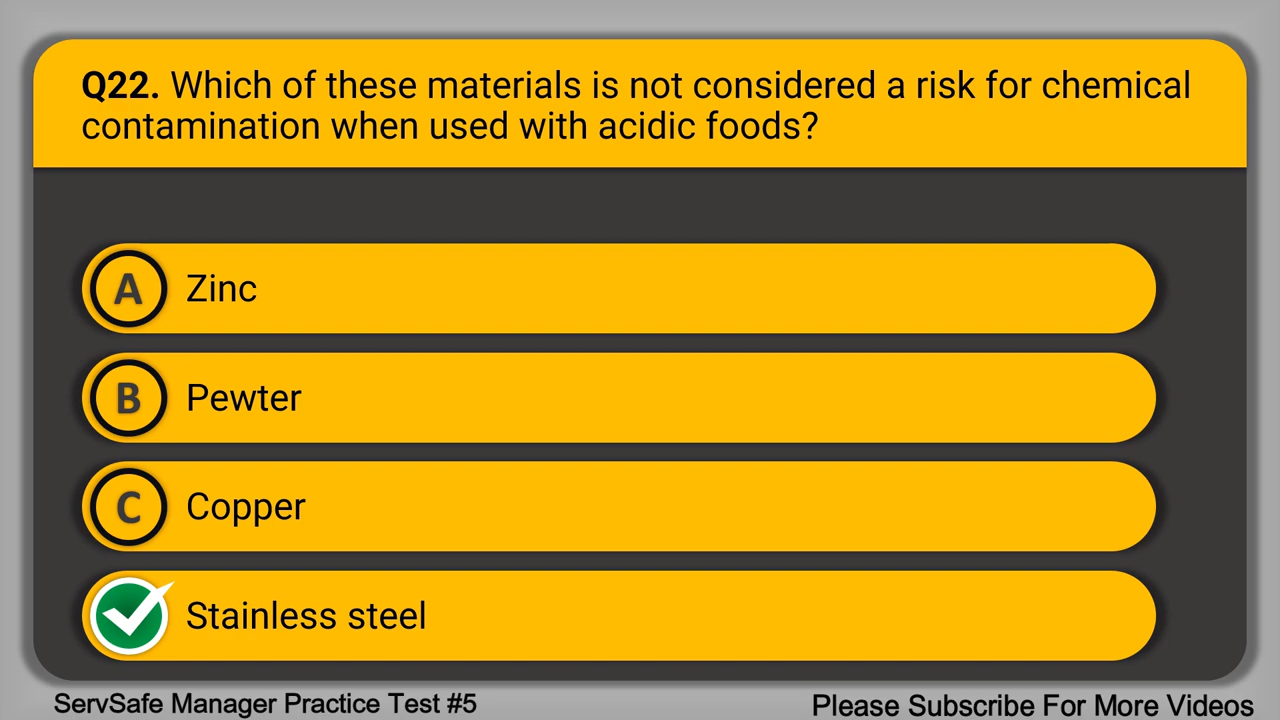 Q22. Which of these materials is not considered a risk for chemical
contamination when used with acidic foods?
A Zinc
B Pewter
C Copper
Stainless steel
ServSafe Manager Practice Test #5
Please Subscribe For More Videos